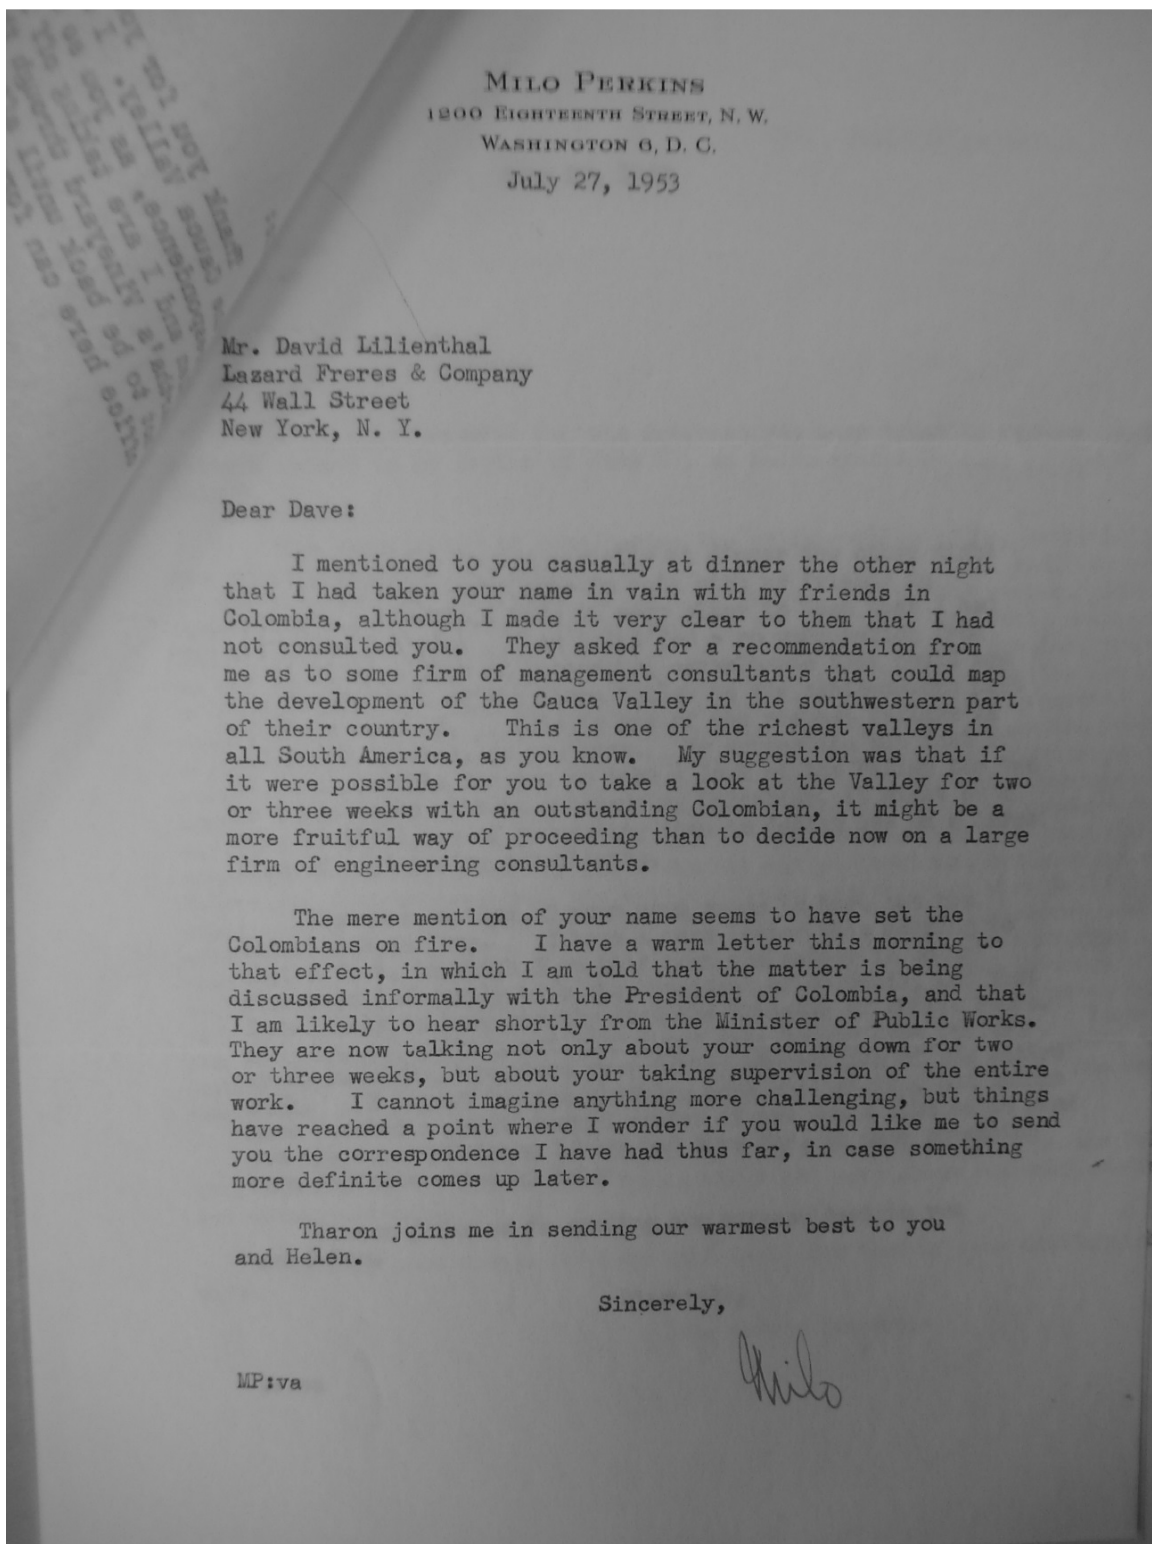 MILO PERKINS
1200 EIGHTEENTH STREET, N. W.
WASHINGTON 6, D. C.
July 27, 1953
Mr. David Lilienthal
Lazard Freres & Company
44 Wall Street
New York, N. Y.
Dear Dave:
I mentioned to you casually at dinner the other night
that I had taken your name in vain with my friends in
Colombia, although I made it very clear to them that I had
not consulted you. They asked for a recommendation from
me as to some firm of management consultants that could map
the development of the Cauca Valley in the southwestern part
of their country. This is one of the richest valleys in
all South America, as you know. My suggestion was that if
it were possible for you to take a look at the Valley for two
or three weeks with an outstanding Colombian, it might be a
more fruitful way of proceeding than to decide now on a large
firm of engineering consultants.
The mere mention of your name seems to have set the
Colombians on fire. I have a warm letter this morning to
that effect, in which I am told that the matter is being
discussed informally with the President of Colombia, and that
I am likely to hear shortly from the Minister of Public Works.
They are now talking not only about your coming down for two
or three weeks, but about your taking supervision of the entire
work. I cannot imagine anything more challenging, but things
have reached a point where I wonder if you would like me to send
you the correspondence I have had thus far, in case something
more definite comes up later.
Tharon joins me in sending our warmest best to you
and Helen.
Sincerely,
Milo
MP:va